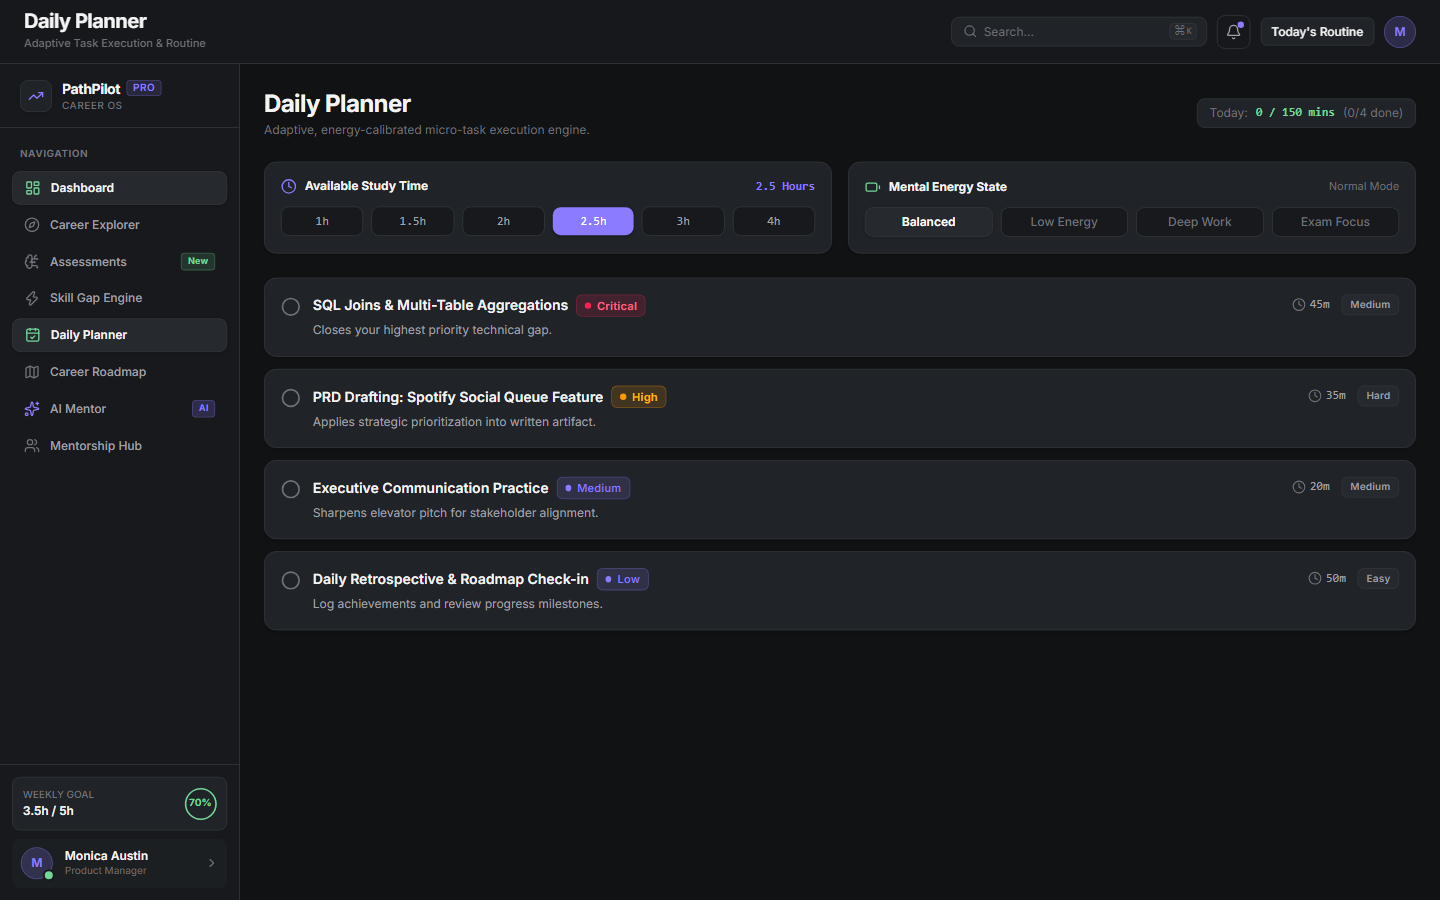 Daily Planner
Adaptive Task Execution & Routine
Search... ⌘K
Today's Routine
M
PathPilot PRO
CAREER OS
NAVIGATION
Dashboard
Career Explorer
Assessments New
Skill Gap Engine
Daily Planner
Career Roadmap
AI Mentor AI
Mentorship Hub
WEEKLY GOAL
3.5h / 5h
70%
M
Monica Austin
Product Manager
Daily Planner
Adaptive, energy-calibrated micro-task execution engine.
Today: 0 / 150 mins (0/4 done)
Available Study Time 2.5 Hours
1h 1.5h 2h 2.5h 3h 4h
Mental Energy State Normal Mode
Balanced Low Energy Deep Work Exam Focus
SQL Joins & Multi-Table Aggregations Critical 45m Medium
Closes your highest priority technical gap.
PRD Drafting: Spotify Social Queue Feature High 35m Hard
Applies strategic prioritization into written artifact.
Executive Communication Practice Medium 20m Medium
Sharpens elevator pitch for stakeholder alignment.
Daily Retrospective & Roadmap Check-in Low 50m Easy
Log achievements and review progress milestones.